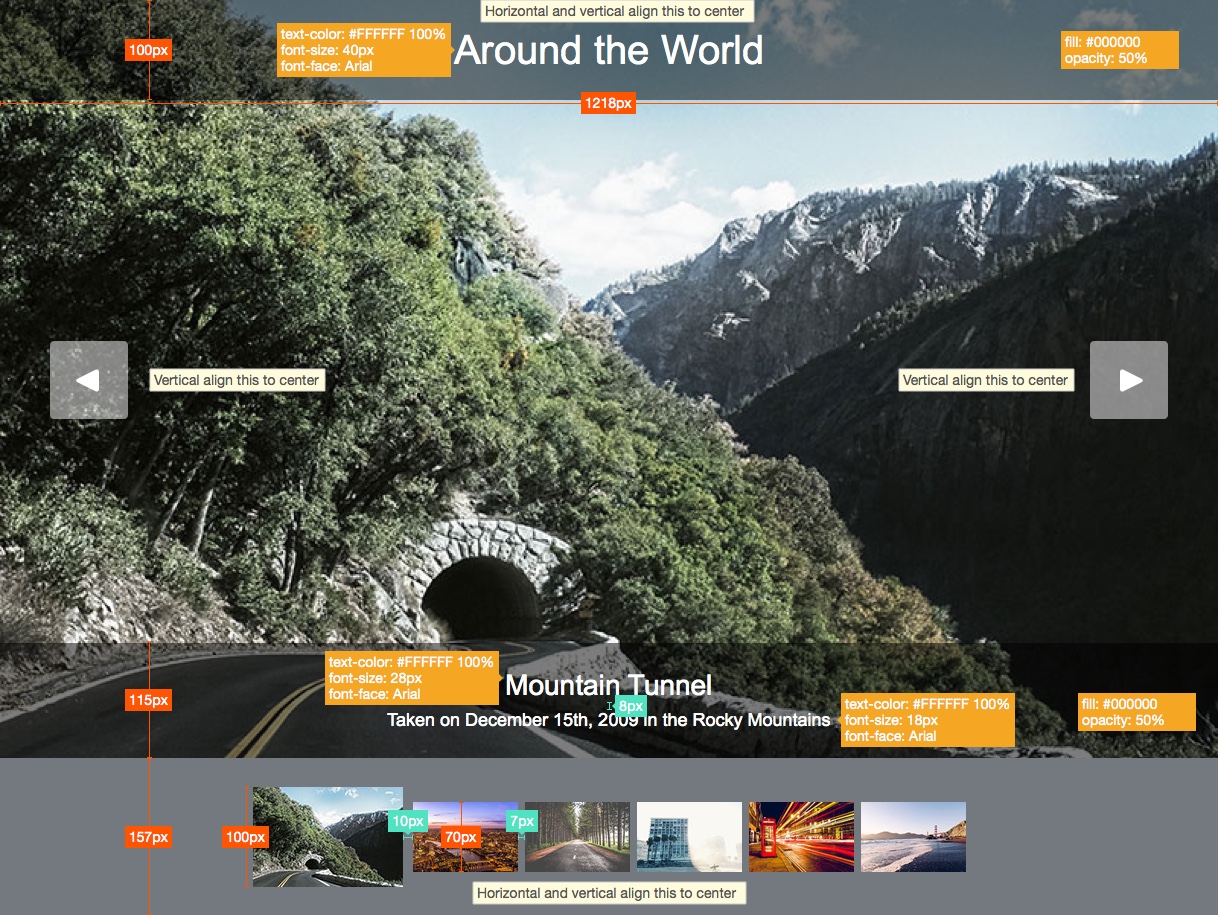 Horizontal and vertical align this to center
text-color: #FFFFFF 100%
font-size: 40px
font-face: Arial
100px
Around the World
fill: #000000
opacity: 50%
1218px
Vertical align this to center
Vertical align this to center
text-color: #FFFFFF 100%
font-size: 28px
font-face: Arial
Mountain Tunnel
115px
8px
Taken on December 15th, 2009 in the Rocky Mountains
text-color: #FFFFFF 100%
font-size: 18px
font-face: Arial
fill: #000000
opacity: 50%
10px
7px
157px
100px
70px
Horizontal and vertical align this to center